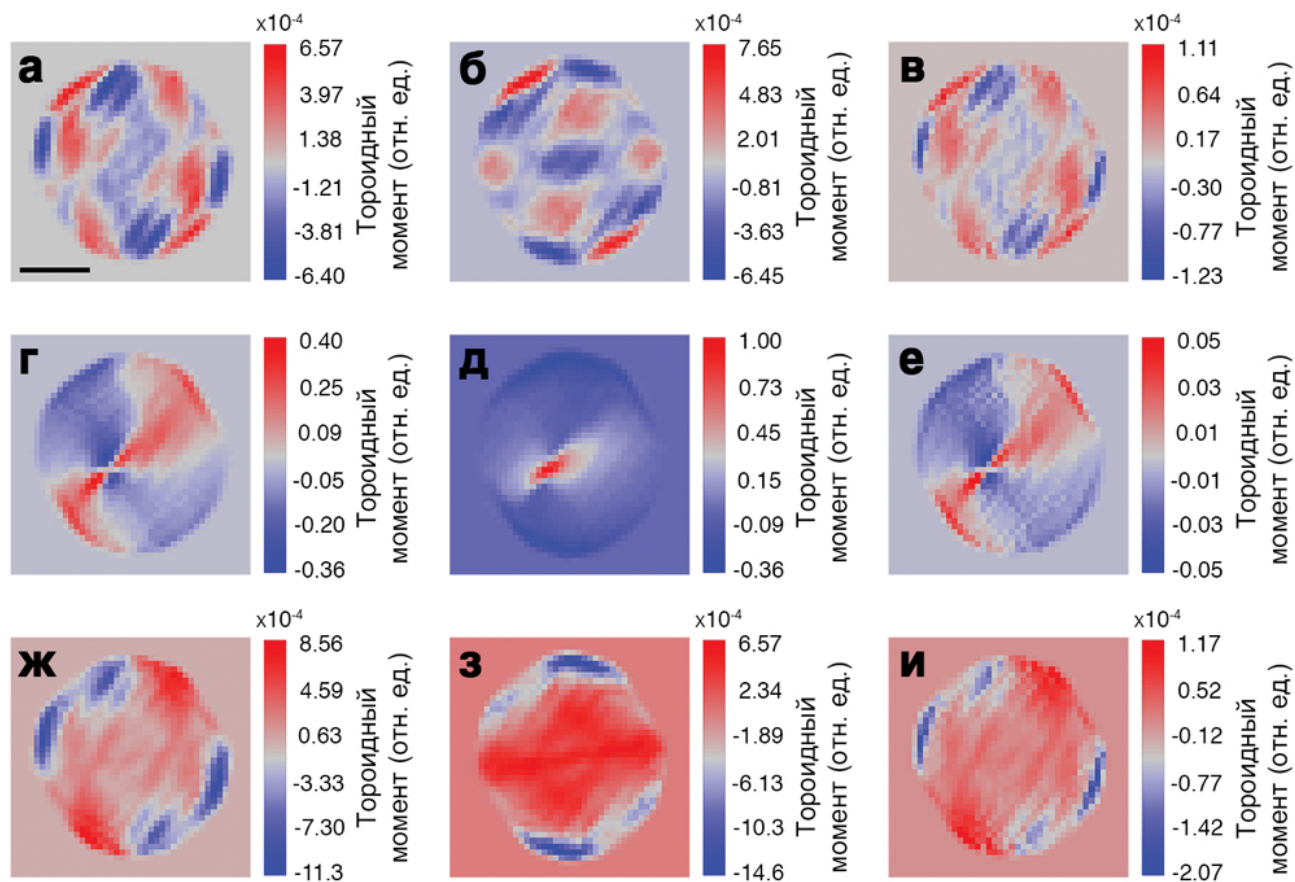 x10⁻⁴
а
6.57
3.97
1.38
-1.21
-3.81
-6.40
Тороидный
момент (отн. ед.)
x10⁻⁴
б
7.65
4.83
2.01
-0.81
-3.63
-6.45
Тороидный
момент (отн. ед.)
x10⁻⁴
в
1.11
0.64
0.17
-0.30
-0.77
-1.23
Тороидный
момент (отн. ед.)
г
0.40
0.25
0.09
-0.05
-0.20
-0.36
Тороидный
момент (отн. ед.)
д
1.00
0.73
0.45
0.15
-0.09
-0.36
Тороидный
момент (отн. ед.)
е
0.05
0.03
0.01
-0.01
-0.03
-0.05
Тороидный
момент (отн. ед.)
x10⁻⁴
ж
8.56
4.59
0.63
-3.33
-7.30
-11.3
Тороидный
момент (отн. ед.)
x10⁻⁴
з
6.57
2.34
-1.89
-6.13
-10.3
-14.6
Тороидный
момент (отн. ед.)
x10⁻⁴
и
1.17
0.52
-0.12
-0.77
-1.42
-2.07
Тороидный
момент (отн. ед.)